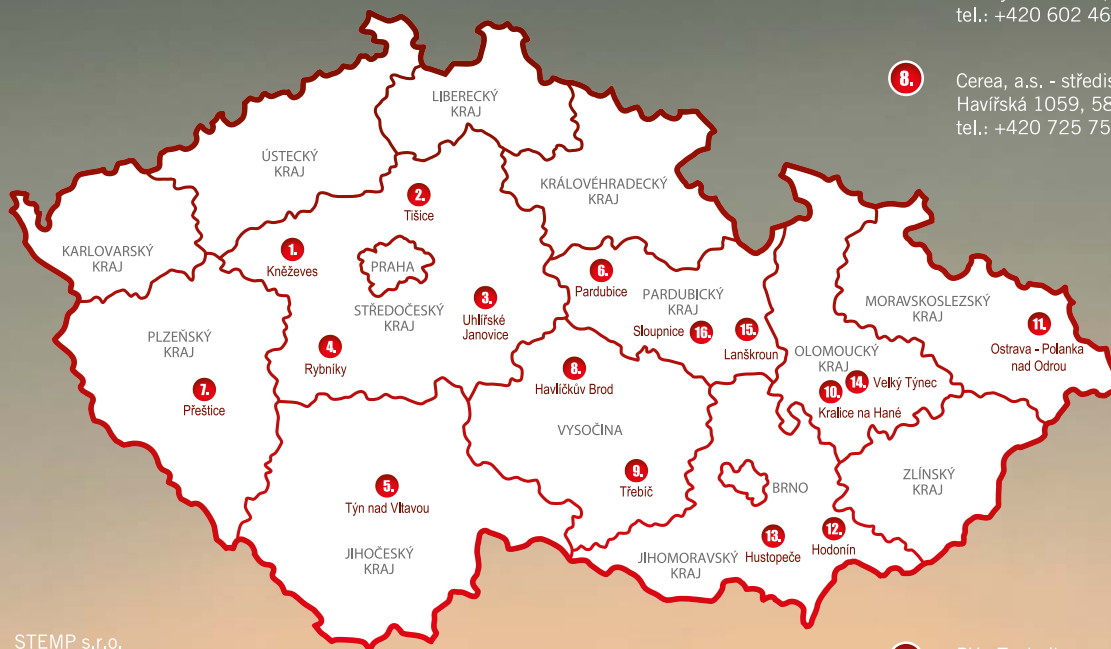 tel.: +420 602 46
8.
Cerea, a.s. - středis
Havířská 1059, 58
tel.: +420 725 75
LIBERECKÝ
KRAJ
ÚSTECKÝ
KRAJ
KRÁLOVÉHRADECKÝ
KRAJ
2.
Tišice
KARLOVARSKÝ
KRAJ
1.
Kněževes
PRAHA
6.
Pardubice
PARDUBICKÝ
KRAJ
3.
Uhlířské
Janovice
STŘEDOČESKÝ
KRAJ
MORAVSKOSLEZSKÝ
KRAJ
11.
Ostrava - Polanka
nad Odrou
PLZEŇSKÝ
KRAJ
4.
Rybníky
Sloupnice 16.
15.
Lanškroun
OLOMOUCKÝ
KRAJ
7.
Přeštice
8.
Havlíčkův Brod
14. Velký Týnec
10.
Kralice na Hané
VYSOČINA
9.
Třebíč
ZLÍNSKÝ
KRAJ
5.
Týn nad Vltavou
BRNO
13.
Hustopeče
12.
Hodonín
JIHOČESKÝ
KRAJ
JIHOMORAVSKÝ
KRAJ
STEMP s.r.o.